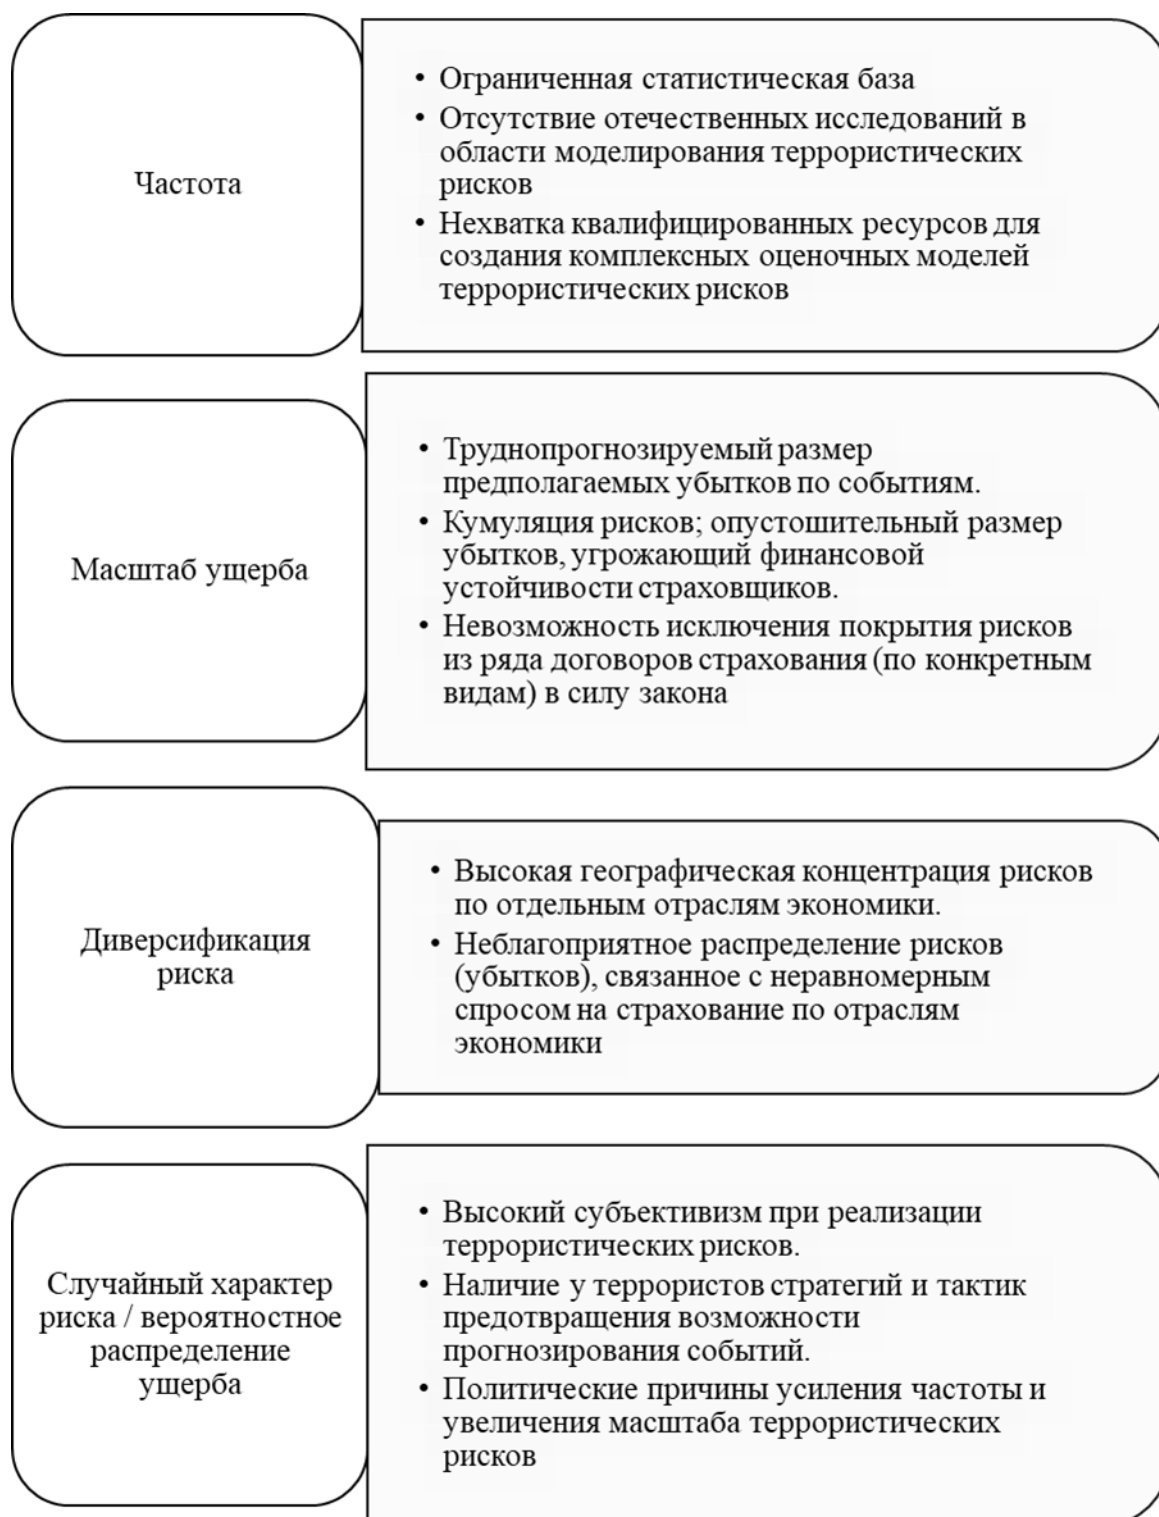 Частота
• Ограниченная статистическая база
• Отсутствие отечественных исследований в
области моделирования террористических
рисков
• Нехватка квалифицированных ресурсов для
создания комплексных оценочных моделей
террористических рисков
Масштаб ущерба
• Труднопрогнозируемый размер
предполагаемых убытков по событиям.
• Кумуляция рисков; опустошительный размер
убытков, угрожающий финансовой
устойчивости страховщиков.
• Невозможность исключения покрытия рисков
из ряда договоров страхования (по конкретным
видам) в силу закона
Диверсификация
риска
• Высокая географическая концентрация рисков
по отдельным отраслям экономики.
• Неблагоприятное распределение рисков
(убытков), связанное с неравномерным
спросом на страхование по отраслям
экономики
Случайный характер
риска / вероятностное
распределение
ущерба
• Высокий субъективизм при реализации
террористических рисков.
• Наличие у террористов стратегий и тактик
предотвращения возможности
прогнозирования событий.
• Политические причины усиления частоты и
увеличения масштаба террористических
рисков